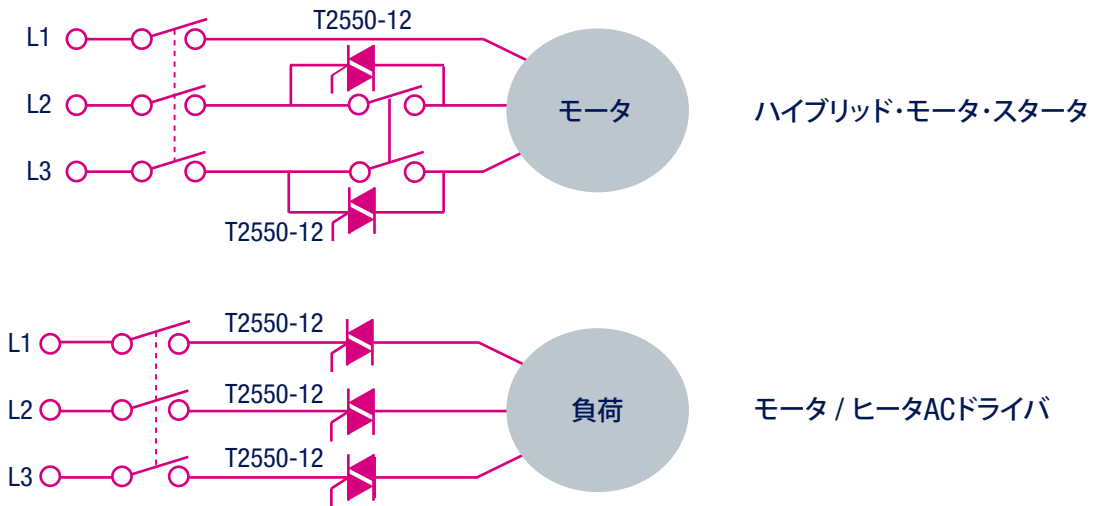 T2550-12
L1
L2
モータ
ハイブリッド・モータ・スタータ
L3
T2550-12
T2550-12
L1
T2550-12
L2
負荷
モータ / ヒータACドライバ
T2550-12
L3